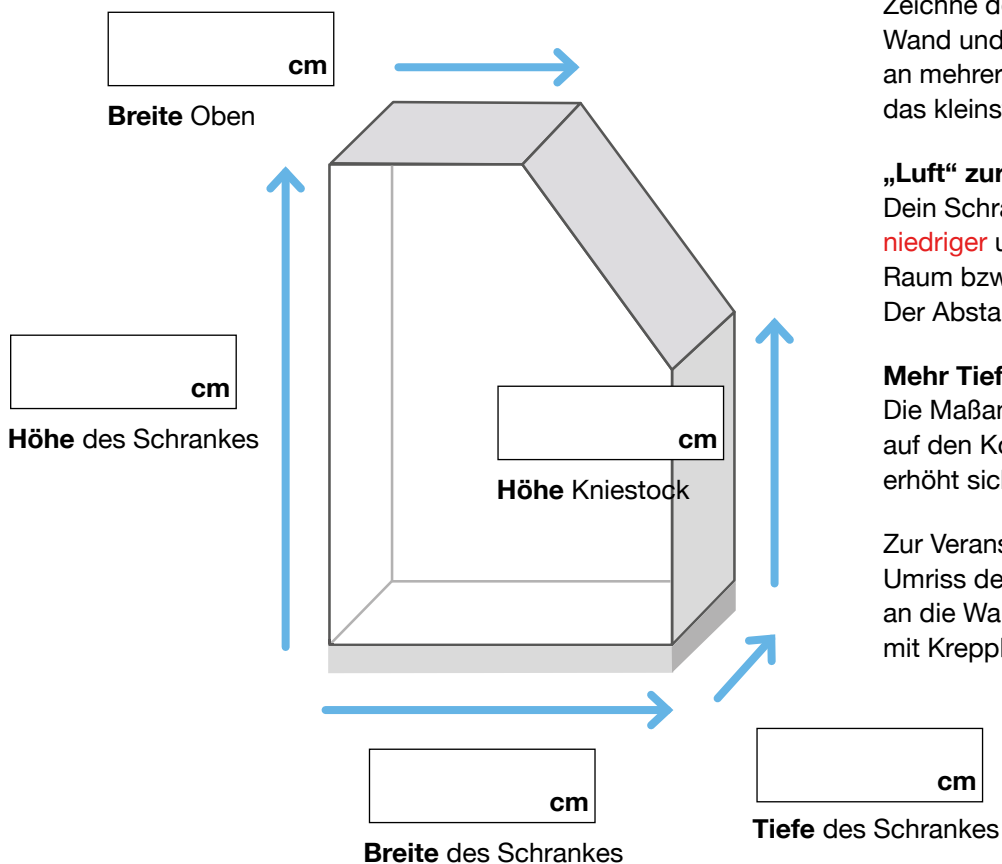 cm
Breite Oben
cm
Höhe des Schrankes
cm
Höhe Kniestock
cm
Breite des Schrankes
cm
Tiefe des Schrankes
Zeichne de
Wand und
an mehrer
das kleins
„Luft“ zur
Dein Schra
niedriger u
Raum bzw
Der Absta
Mehr Tief
Die Maßan
auf den Ko
erhöht sich
Zur Verans
Umriss de
an die Wa
mit Krepp